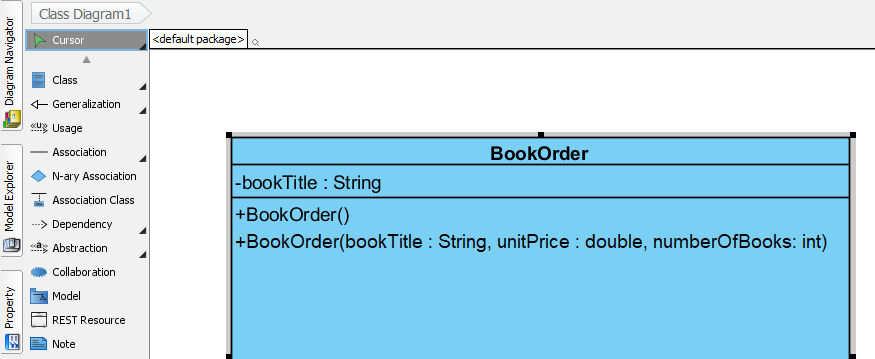 Class Diagram1
Diagram Navigator
Model Explorer
Property
Cursor
Class
Generalization
Usage
Association
N-ary Association
Association Class
Dependency
Abstraction
Collaboration
Model
REST Resource
Note
<default package>
BookOrder
-bookTitle : String
+BookOrder()
+BookOrder(bookTitle : String, unitPrice : double, numberOfBooks: int)